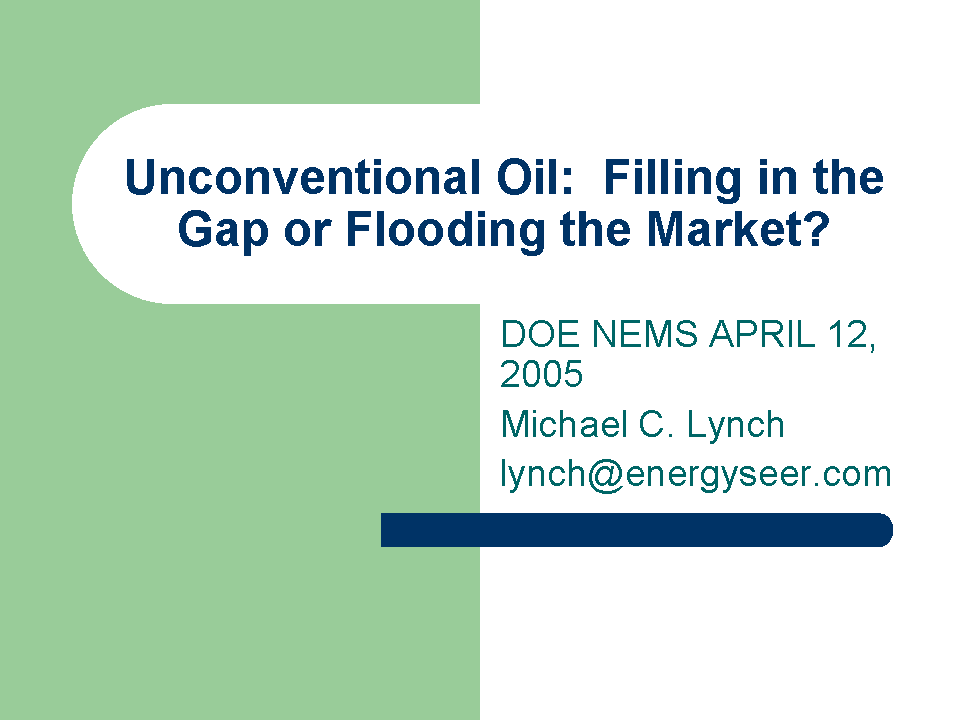 Unconventional Oil:  Filling in the
Gap or Flooding the Market?
DOE NEMS APRIL 12,
2005
Michael C. Lynch
lynch@energyseer.com